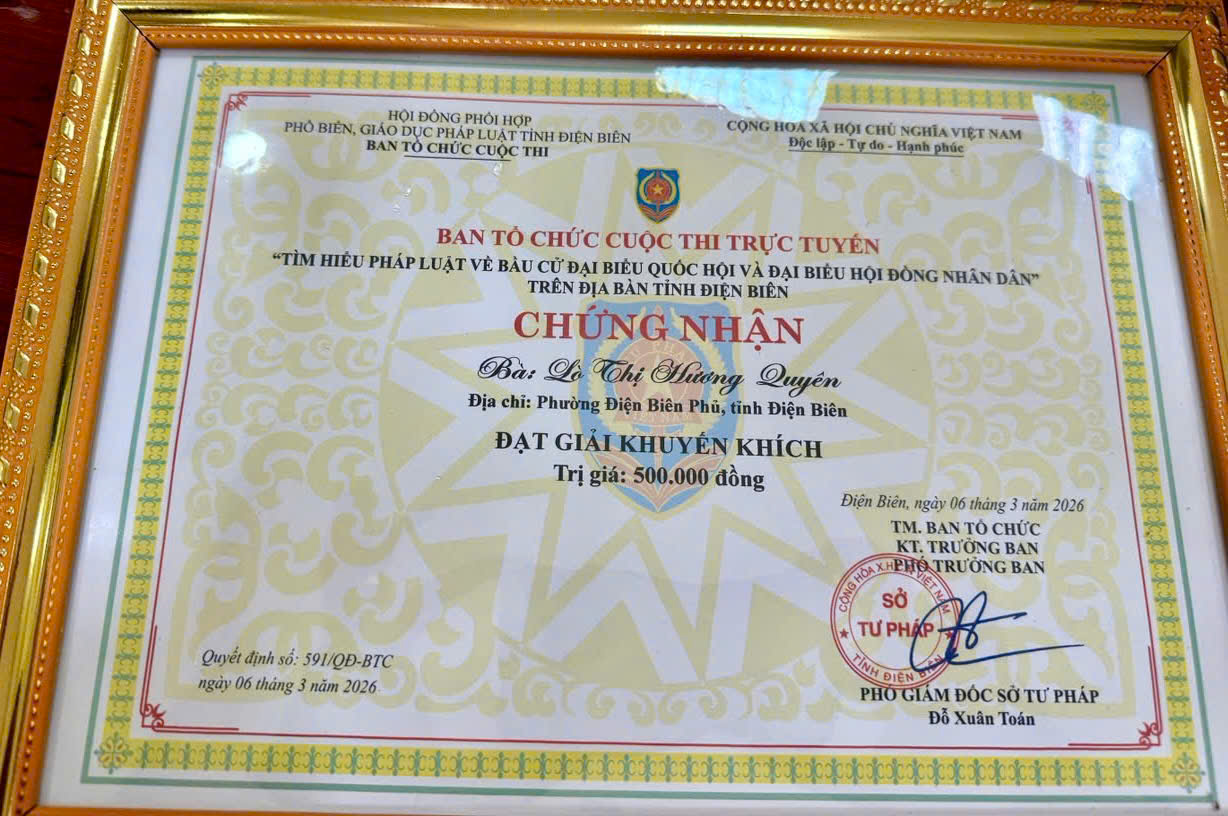 HỘI ĐỒNG PHỐI HỢP
PHỔ BIẾN, GIÁO DỤC PHÁP LUẬT TỈNH ĐIỆN BIÊN
BAN TỔ CHỨC CUỘC THI
CỘNG HÒA XÃ HỘI CHỦ NGHĨA VIỆT NAM
Độc lập - Tự do - Hạnh phúc
BAN TỔ CHỨC CUỘC THI TRỰC TUYẾN
“TÌM HIỂU PHÁP LUẬT VỀ BẦU CỬ ĐẠI BIỂU QUỐC HỘI VÀ ĐẠI BIỂU HỘI ĐỒNG NHÂN DÂN”
TRÊN ĐỊA BÀN TỈNH ĐIỆN BIÊN
CHỨNG NHẬN
Bà: Lò Thị Hương Quyên
Địa chỉ: Phường Điện Biên Phủ, tỉnh Điện Biên
ĐẠT GIẢI KHUYẾN KHÍCH
Trị giá: 500.000 đồng
Điện Biên, ngày 06 tháng 3 năm 2026
TM. BAN TỔ CHỨC
KT. TRƯỞNG BAN
PHÓ TRƯỞNG BAN
CỘNG HÒA X.H.C.N VIỆT NAM
SỞ
TƯ PHÁP
TỈNH ĐIỆN BIÊN
PHÓ GIÁM ĐỐC SỞ TƯ PHÁP
Đỗ Xuân Toán
Quyết định số: 591/QĐ-BTC
ngày 06 tháng 3 năm 2026